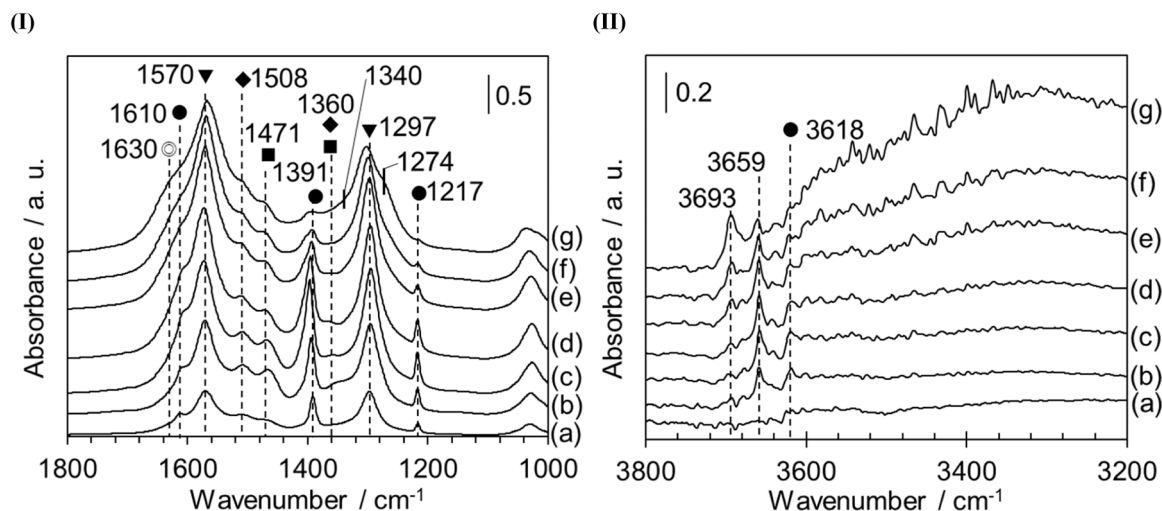 (I)
1570 ▼
◆ 1508
1340
0.5
1610 ●
1360
1630 ◎
1471
◆
■
■
▼ 1297
1391
1274
●
● 1217
(g)
(f)
(e)
(d)
(c)
(b)
(a)
Absorbance / a. u.
1800 1600 1400 1200 1000
Wavenumber / cm-1
(II)
0.2
(g)
● 3618
3659
3693
(f)
(e)
(d)
(c)
(b)
(a)
Absorbance / a. u.
3800 3600 3400 3200
Wavenumber / cm-1